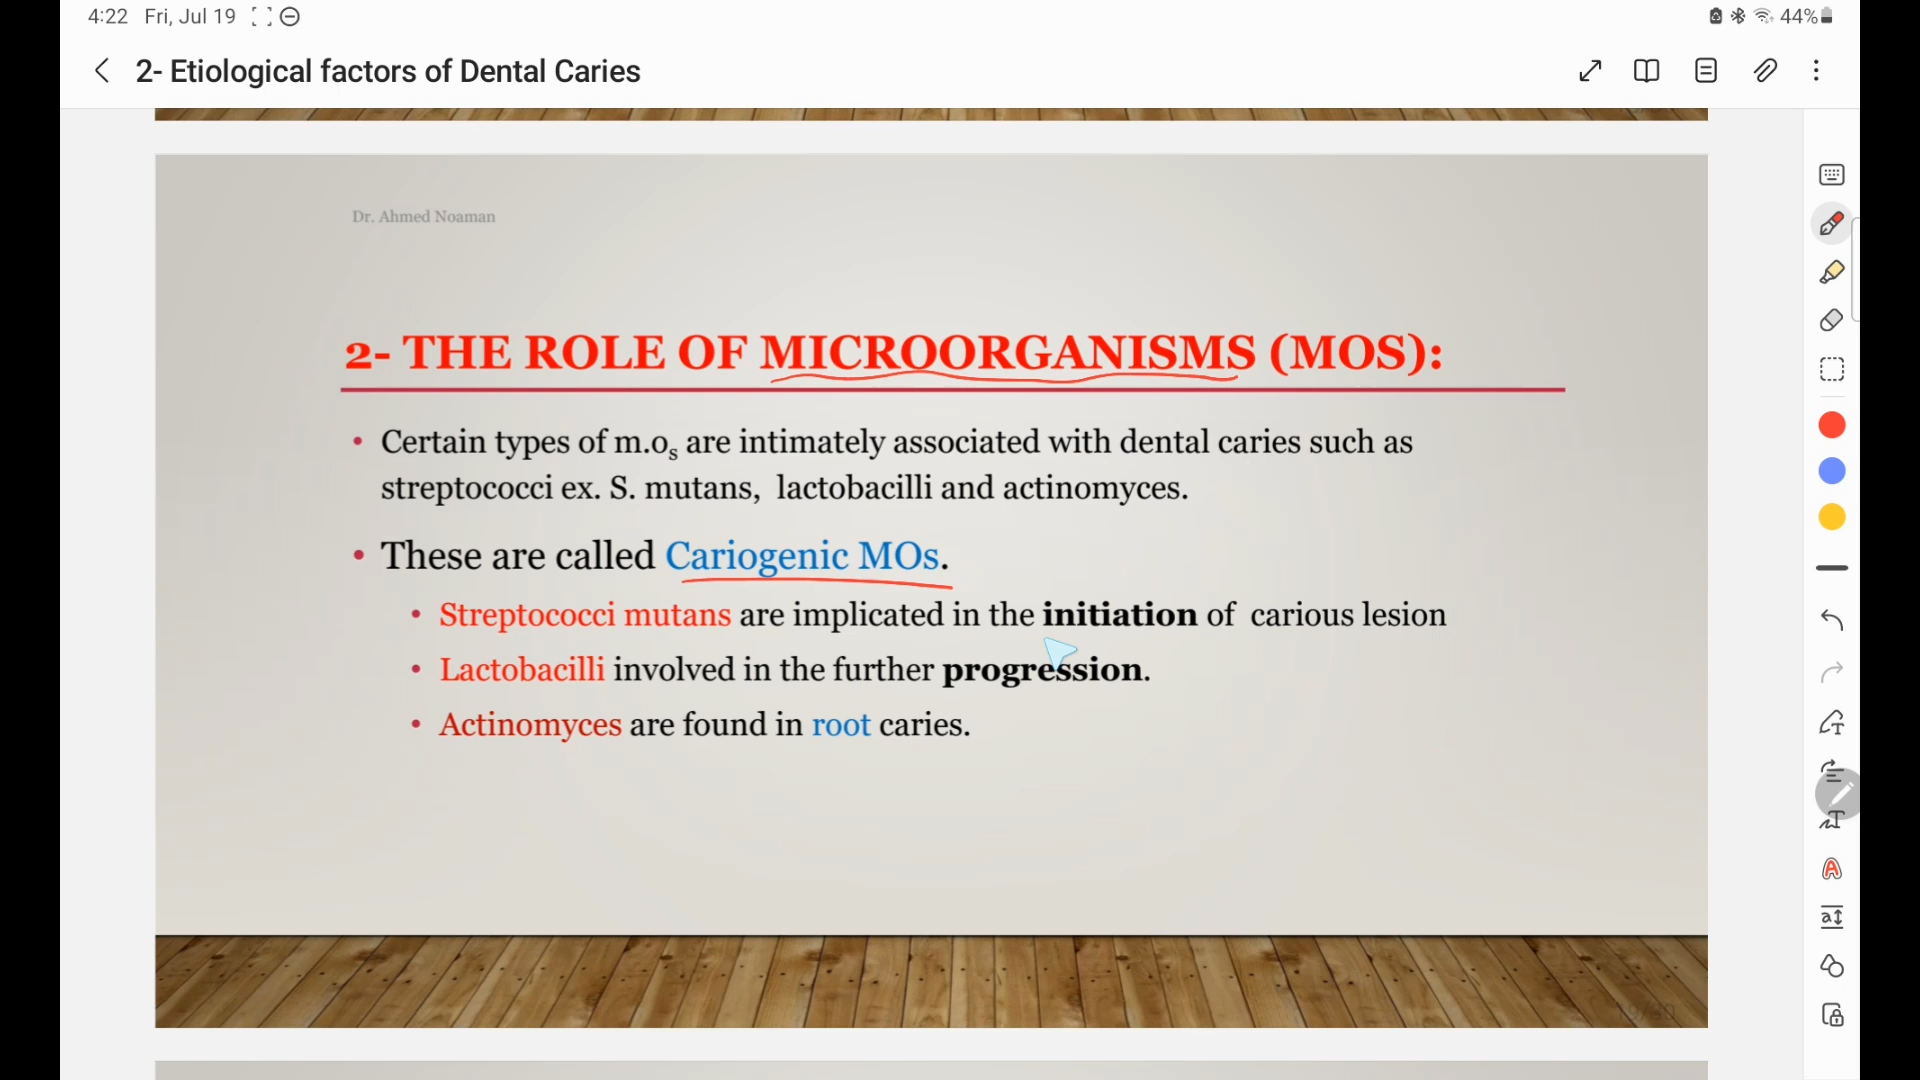 4:22 Fri, Jul 19 44%
2- Etiological factors of Dental Caries
Dr. Ahmed Noaman
2- THE ROLE OF MICROORGANISMS (MOS):
• Certain types of m.os are intimately associated with dental caries such as
streptococci ex. S. mutans, lactobacilli and actinomyces.
• These are called Cariogenic MOs.
• Streptococci mutans are implicated in the initiation of carious lesion
• Lactobacilli involved in the further progression.
• Actinomyces are found in root caries.